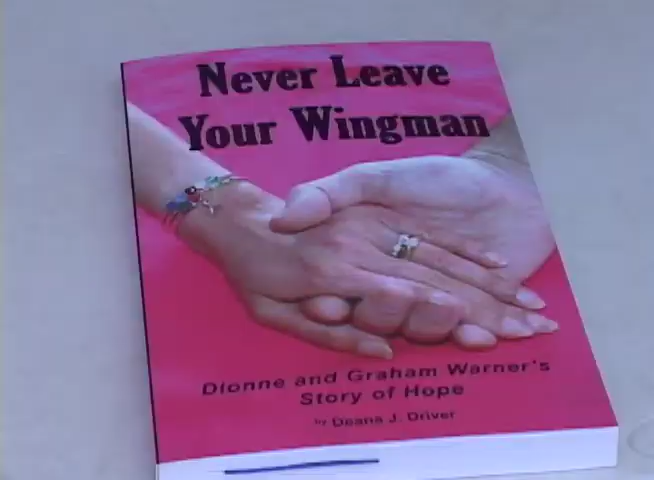 Never Leave
Your Wingman
Dionne and Graham Warner's
Story of Hope
by Deana J. Driver